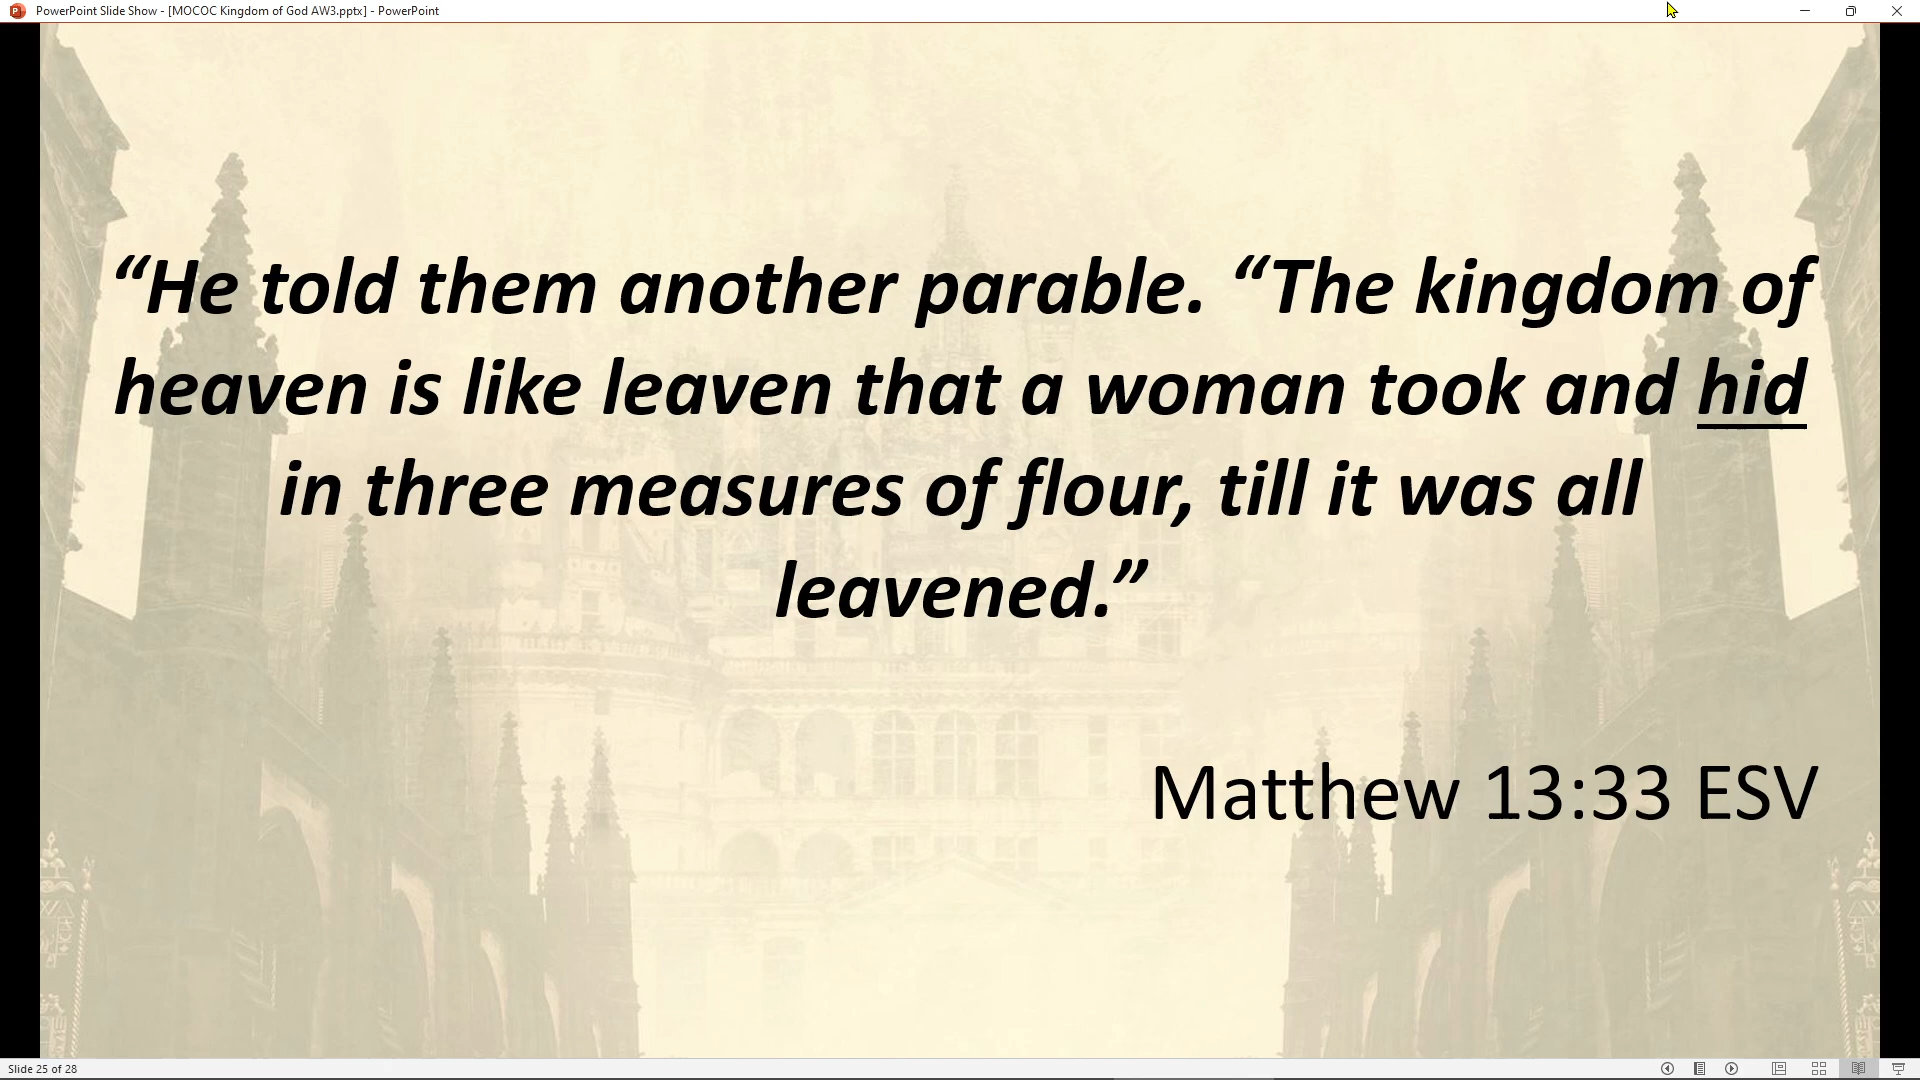 PowerPoint Slide Show - [MOCOC Kingdom of God AW3.pptx] - PowerPoint
“He told them another parable. “The kingdom of
heaven is like leaven that a woman took and hid
in three measures of flour, till it was all
leavened.”
Matthew 13:33 ESV
Slide 25 of 28